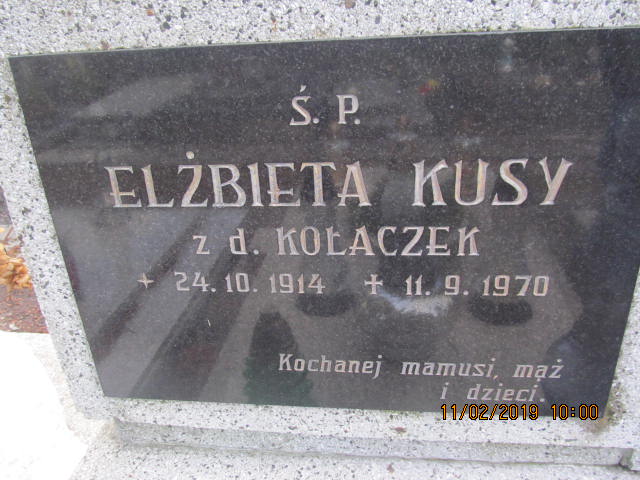 Ś. P.
ELŻBIETA KUSY
z d. KOŁACZEK
+ 24.10.1914 ✝ 11.9.1970
Kochanej mamusi, mąż
i dzieci.
11/02/2019 10:00